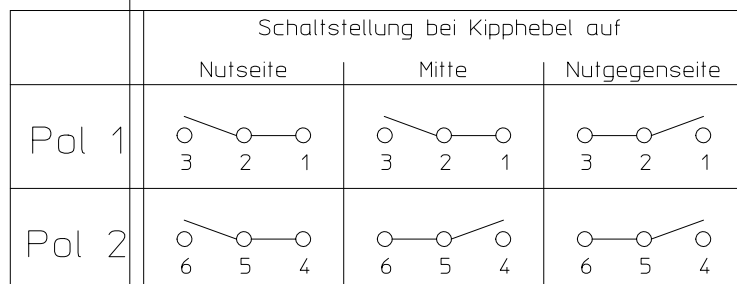 Schaltstellung bei Kipphebel auf
Nutseite Mitte Nutgegenseite
Pol 1
3 2 1 3 2 1 3 2 1
Pol 2
6 5 4 6 5 4 6 5 4